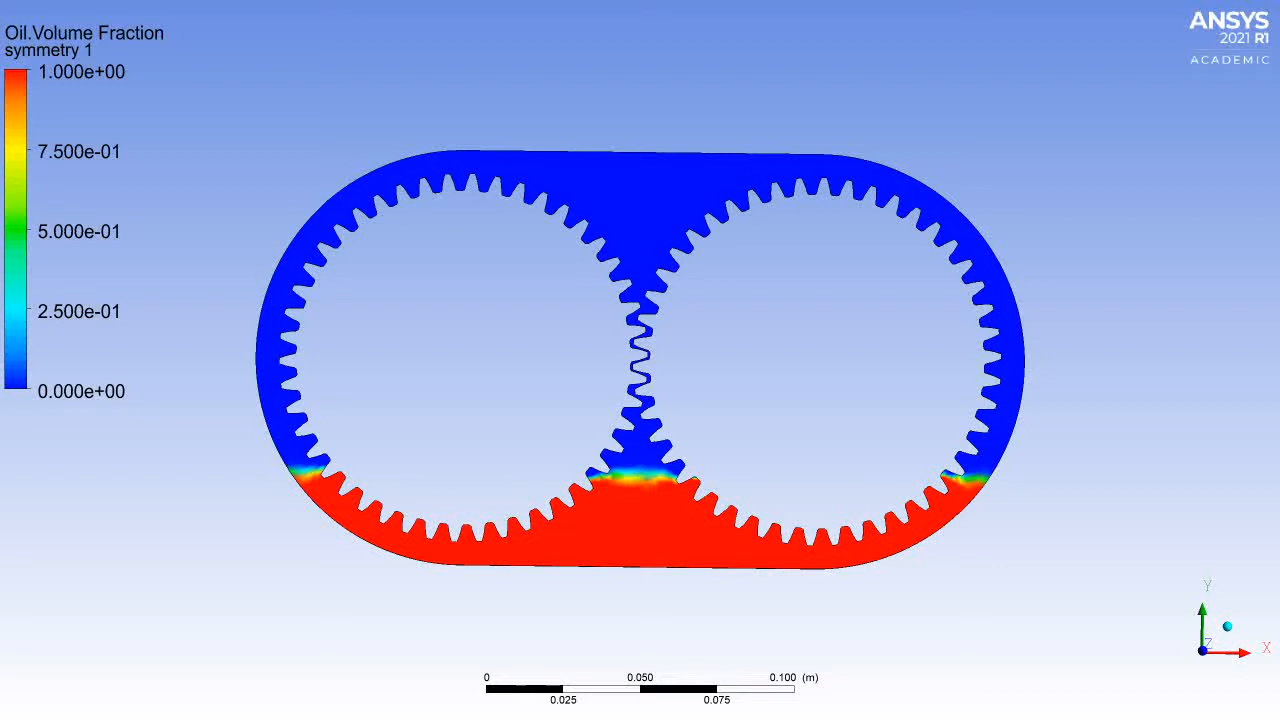 Oil.Volume Fraction
symmetry 1
1.000e+00
7.500e-01
5.000e-01
2.500e-01
0.000e+00
ANSYS
2021 R1
ACADEMIC
Y
Z
X
0 0.050 0.100 (m)
0.025 0.075